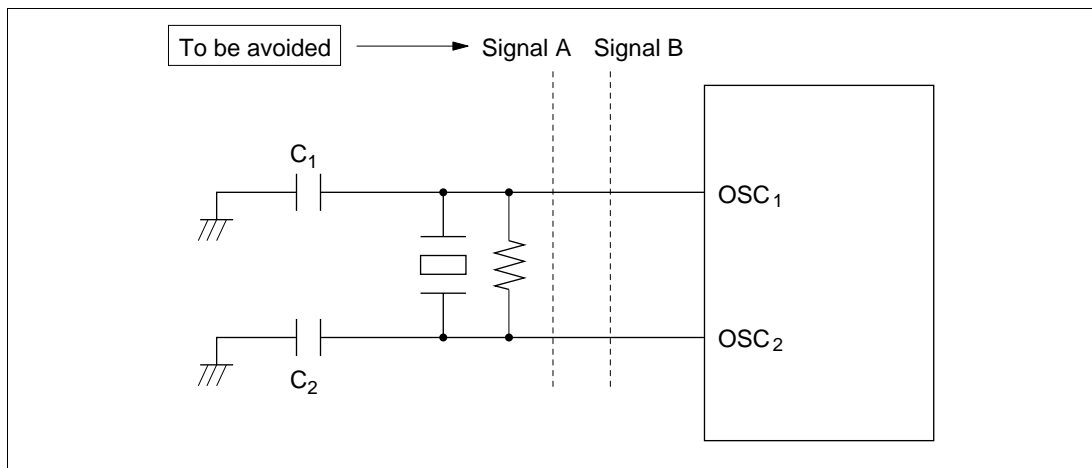 To be avoided Signal A Signal B
C1
OSC1
OSC2
C2